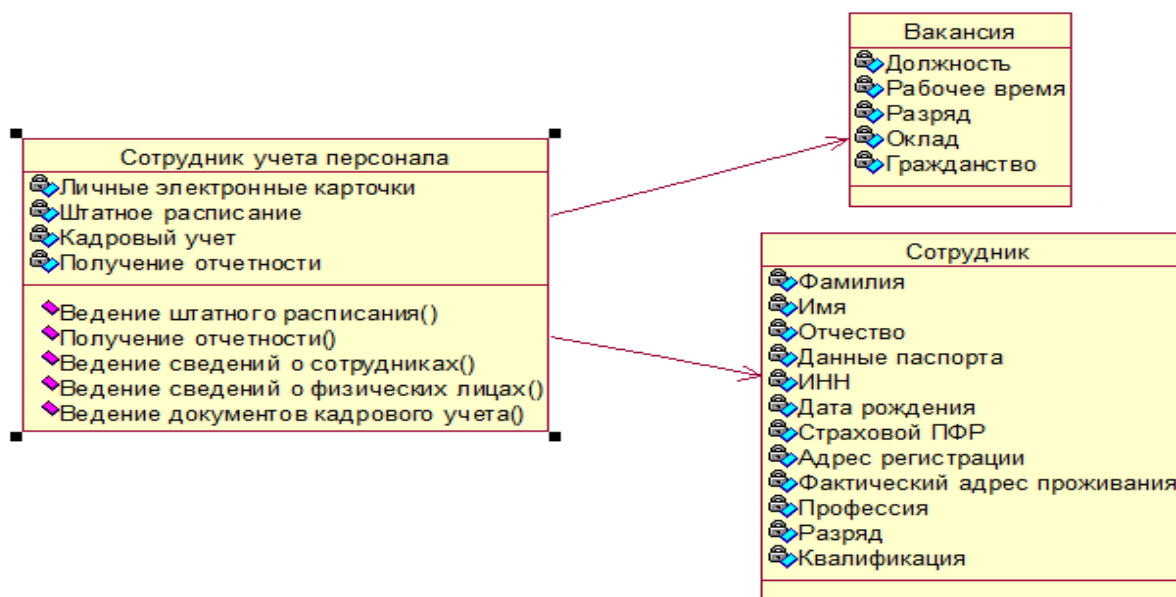 Вакансия
Должность
Рабочее время
Разряд
Оклад
Гражданство
Сотрудник учета персонала
Личные электронные карточки
Штатное расписание
Кадровый учет
Получение отчетности
Ведение штатного расписания()
Получение отчетности()
Ведение сведений о сотрудниках()
Ведение сведений о физических лицах()
Ведение документов кадрового учета()
Сотрудник
Фамилия
Имя
Отчество
Данные паспорта
ИНН
Дата рождения
Страховой ПФР
Адрес регистрации
Фактический адрес проживания
Профессия
Разряд
Квалификация